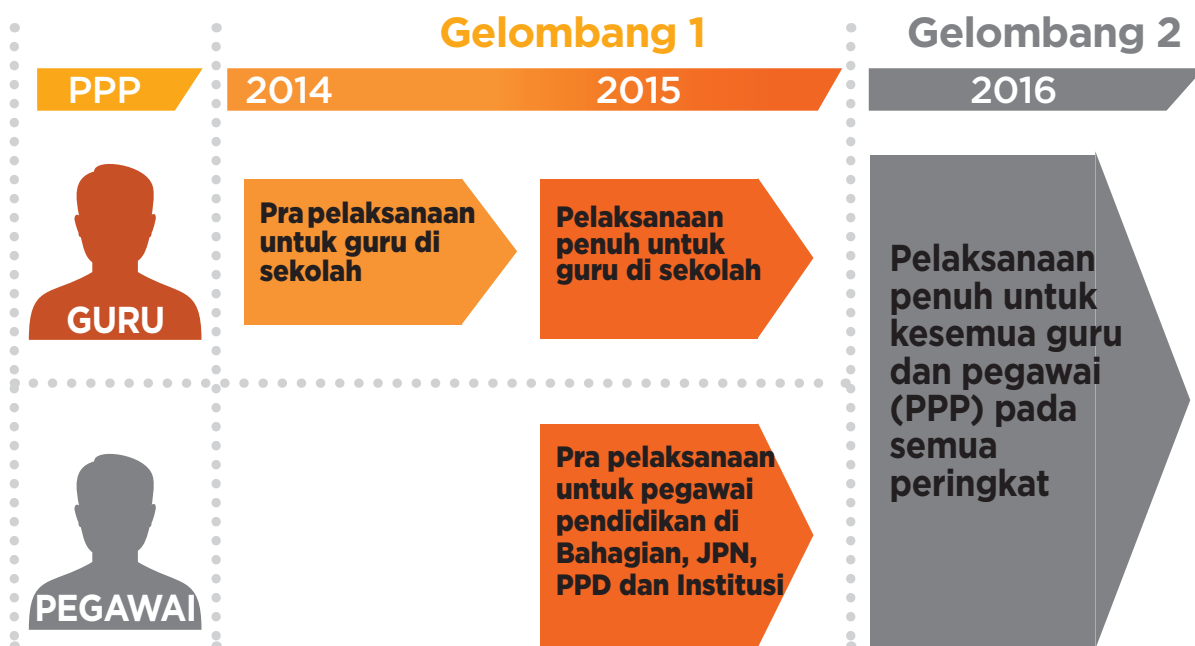 Gelombang 1
Gelombang 2
PPP
2014
2015
2016
GURU
Pra pelaksanaan
untuk guru di
sekolah
Pelaksanaan
penuh untuk
guru di sekolah
Pelaksanaan
penuh untuk
kesemua guru
dan pegawai
(PPP) pada
semua
peringkat
PEGAWAI
Pra pelaksanaan
untuk pegawai
pendidikan di
Bahagian, JPN,
PPD dan Institusi